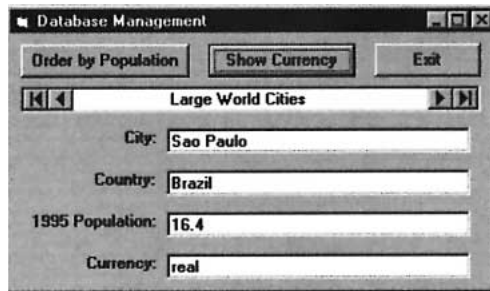 Database Management
Order by Population Show Currency Exit
Large World Cities
City: Sao Paulo
Country: Brazil
1995 Population: 16.4
Currency: real